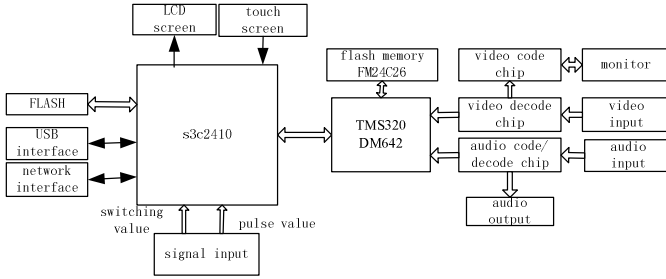 LCD
screen
touch
screen
flash memory
FM24C26
video code
chip
monitor
FLASH
s3c2410
TMS320
DM642
video decode
chip
video
input
USB
interface
audio code/
decode chip
audio
input
network
interface
switching
value
pulse value
audio
output
signal input